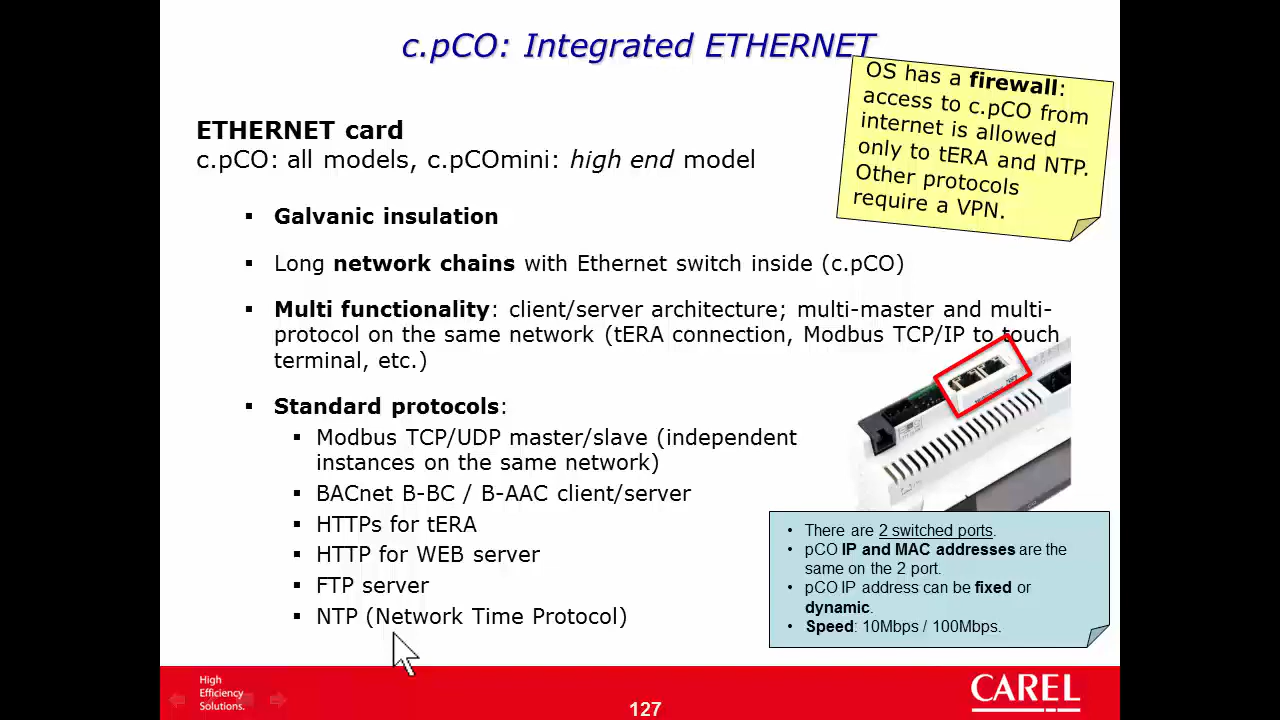 c.pCO: Integrated ETHERNET
OS has a firewall:
access to c.pCO from
internet is allowed
only to tERA and NTP.
Other protocols
require a VPN.
ETHERNET card
c.pCO: all models, c.pCOmini: high end model
▪ Galvanic insulation
▪ Long network chains with Ethernet switch inside (c.pCO)
▪ Multi functionality: client/server architecture; multi-master and multi-
protocol on the same network (tERA connection, Modbus TCP/IP to touch
terminal, etc.)
▪ Standard protocols:
▪ Modbus TCP/UDP master/slave (independent
instances on the same network)
▪ BACnet B-BC / B-AAC client/server
▪ HTTPs for tERA
▪ HTTP for WEB server
▪ FTP server
▪ NTP (Network Time Protocol)
• There are 2 switched ports.
• pCO IP and MAC addresses are the
same on the 2 port.
• pCO IP address can be fixed or
dynamic.
• Speed: 10Mbps / 100Mbps.
High
Efficiency
Solutions.
127
CAREL